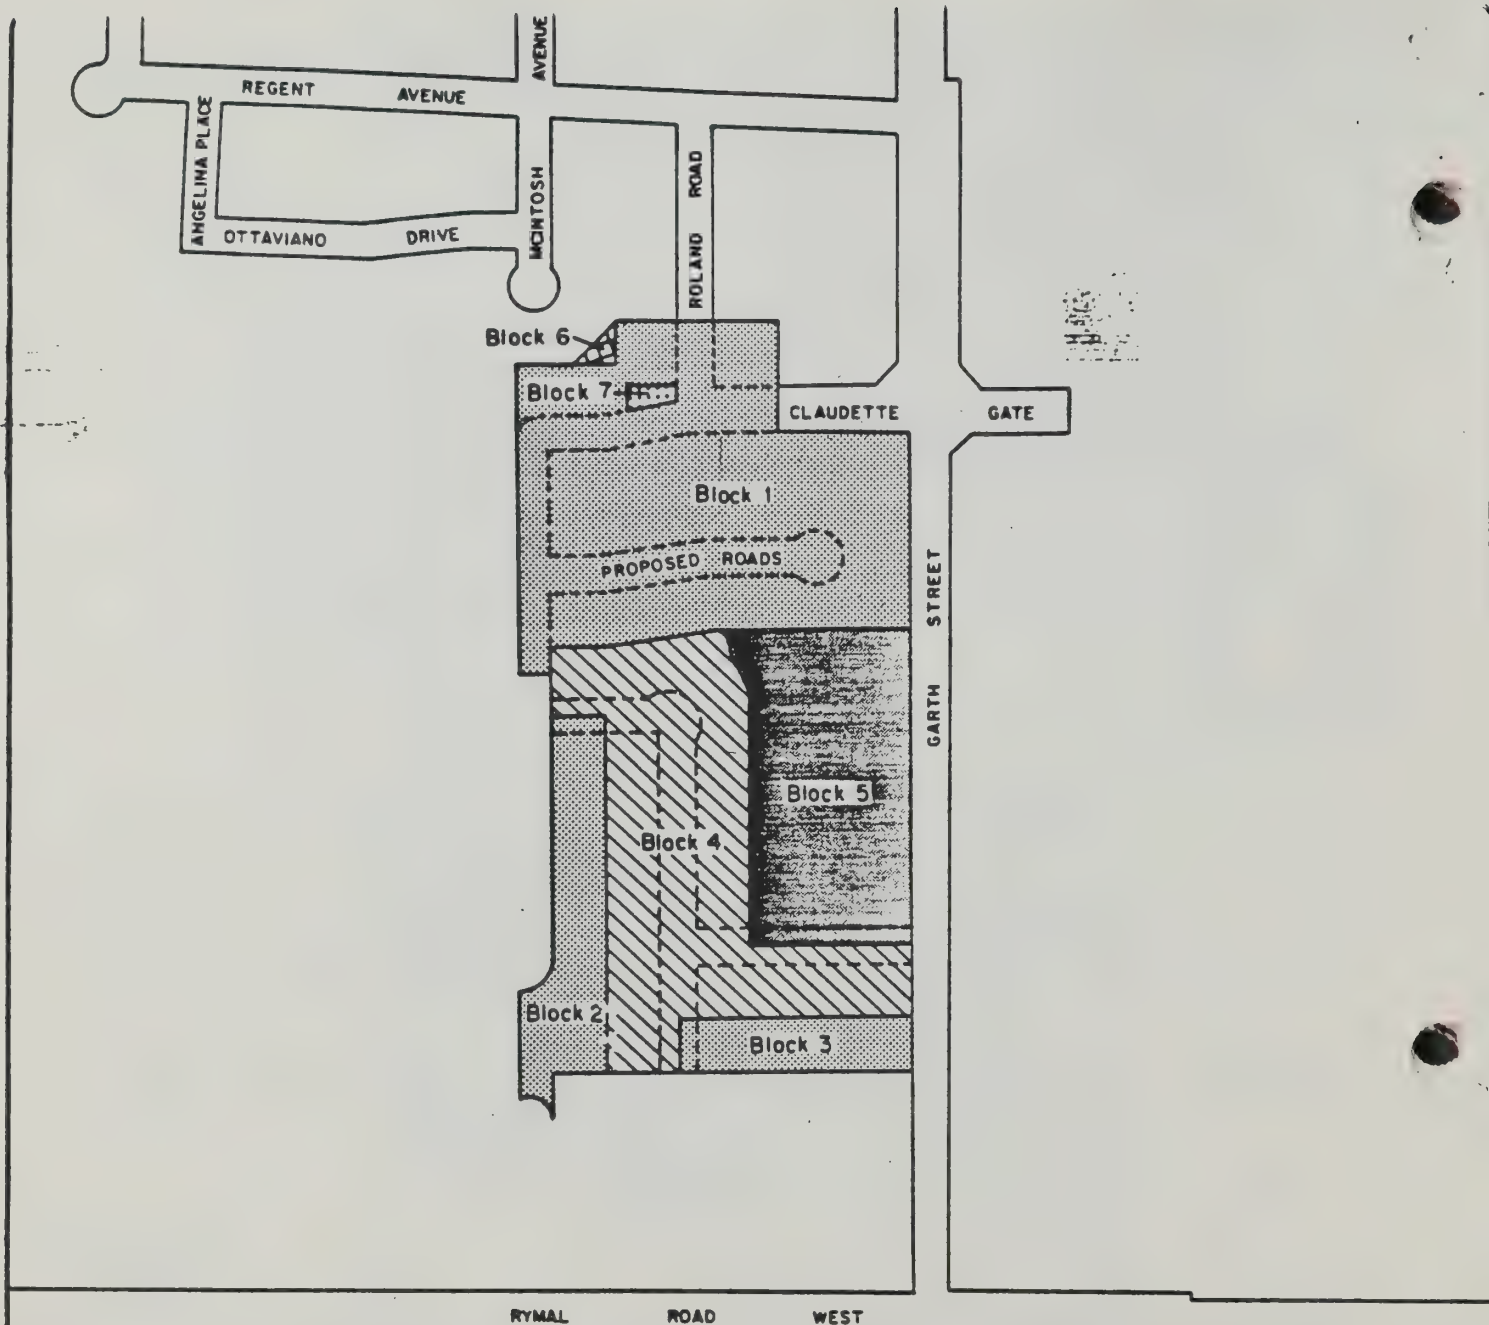 AVENUE
REGENT AVENUE
ANGELINA PLACE
OTTAVIANO DRIVE
MCINTOSH
ROLAND ROAD
Block 6
Block 7
CLAUDETTE GATE
Block 1
PROPOSED ROADS
GARTH STREET
Block 5
Block 4
Block 2
Block 3
RYMAL ROAD WEST